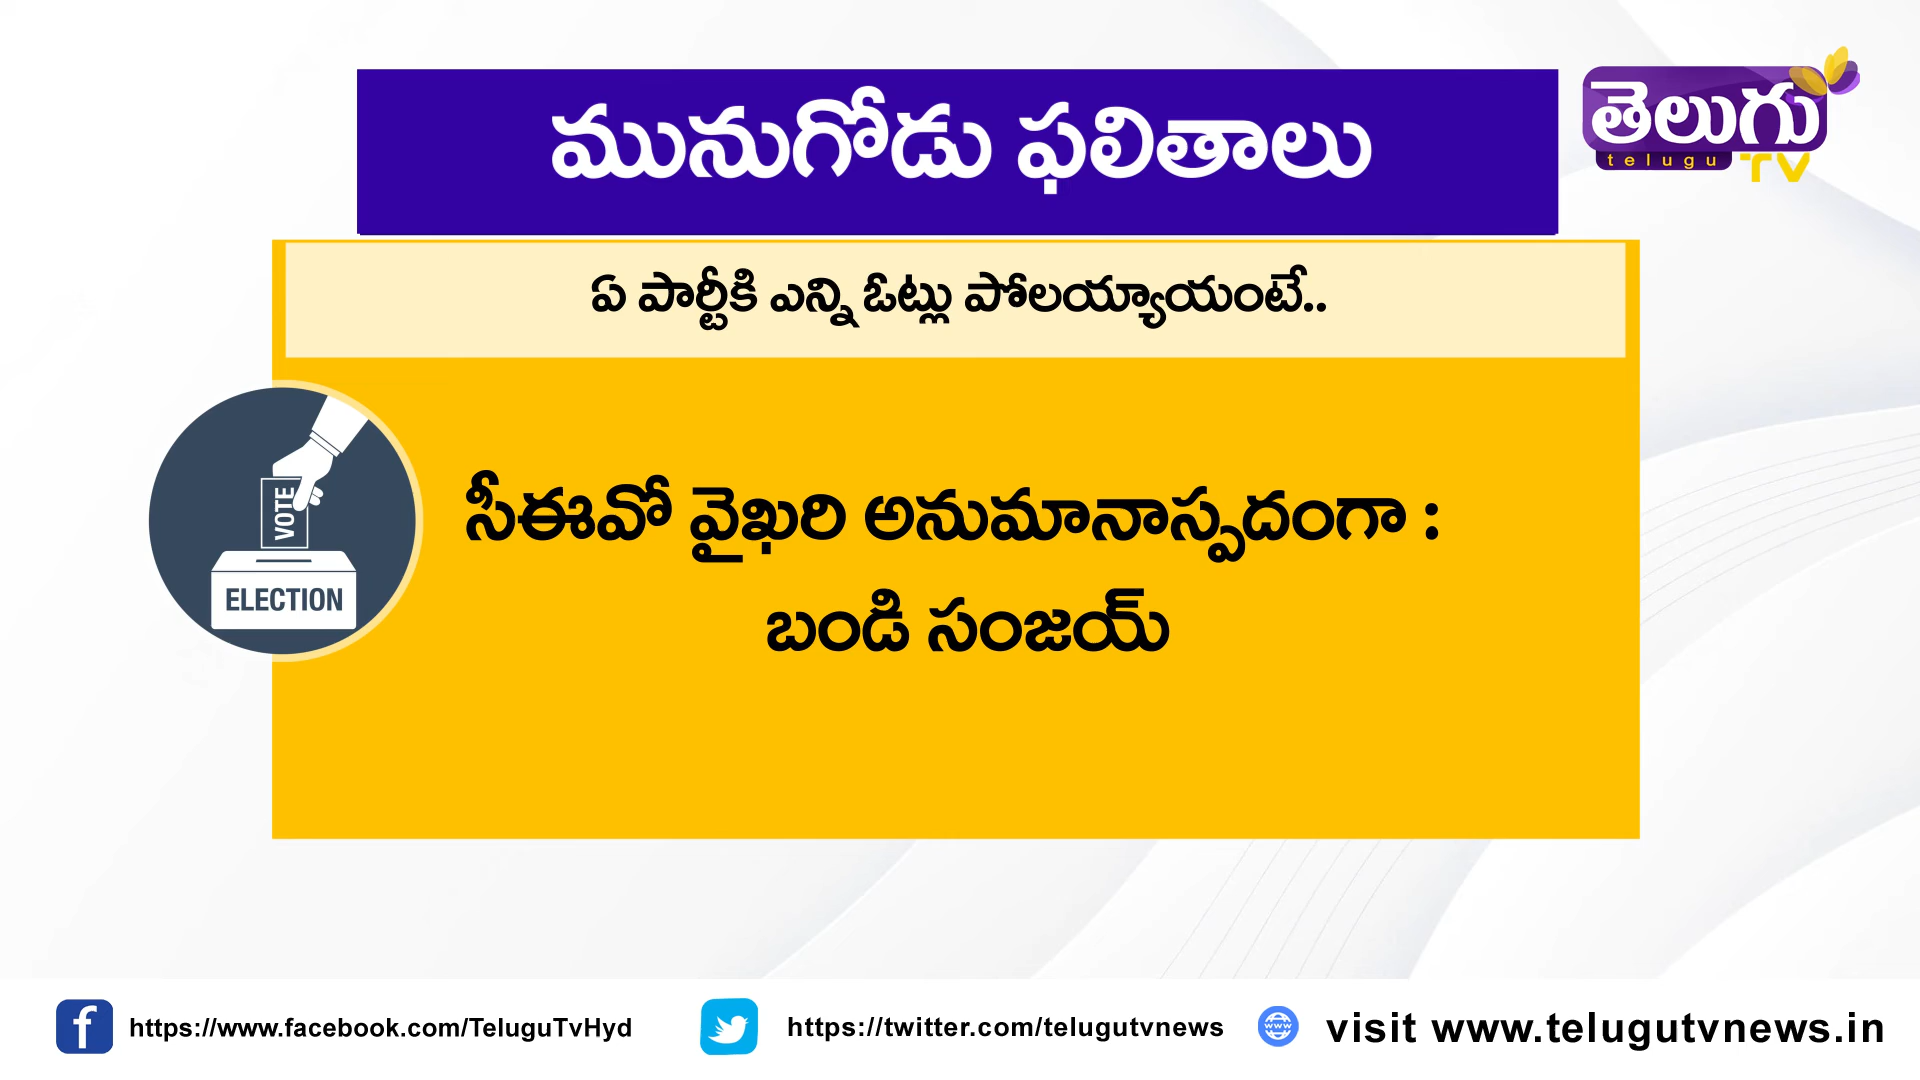 మునుగోడు ఫలితాలు
తెలుగు
telugu
TV
ఏ పార్టీకి ఎన్ని ఓట్లు పోలయ్యాయంటే..
VOTE
ELECTION
సీఈవో వైఖరి అనుమానాస్పదంగా :
బండి సంజయ్
f https://www.facebook.com/TeluguTvHyd
https://twitter.com/telugutvnews
www visit www.telugutvnews.in